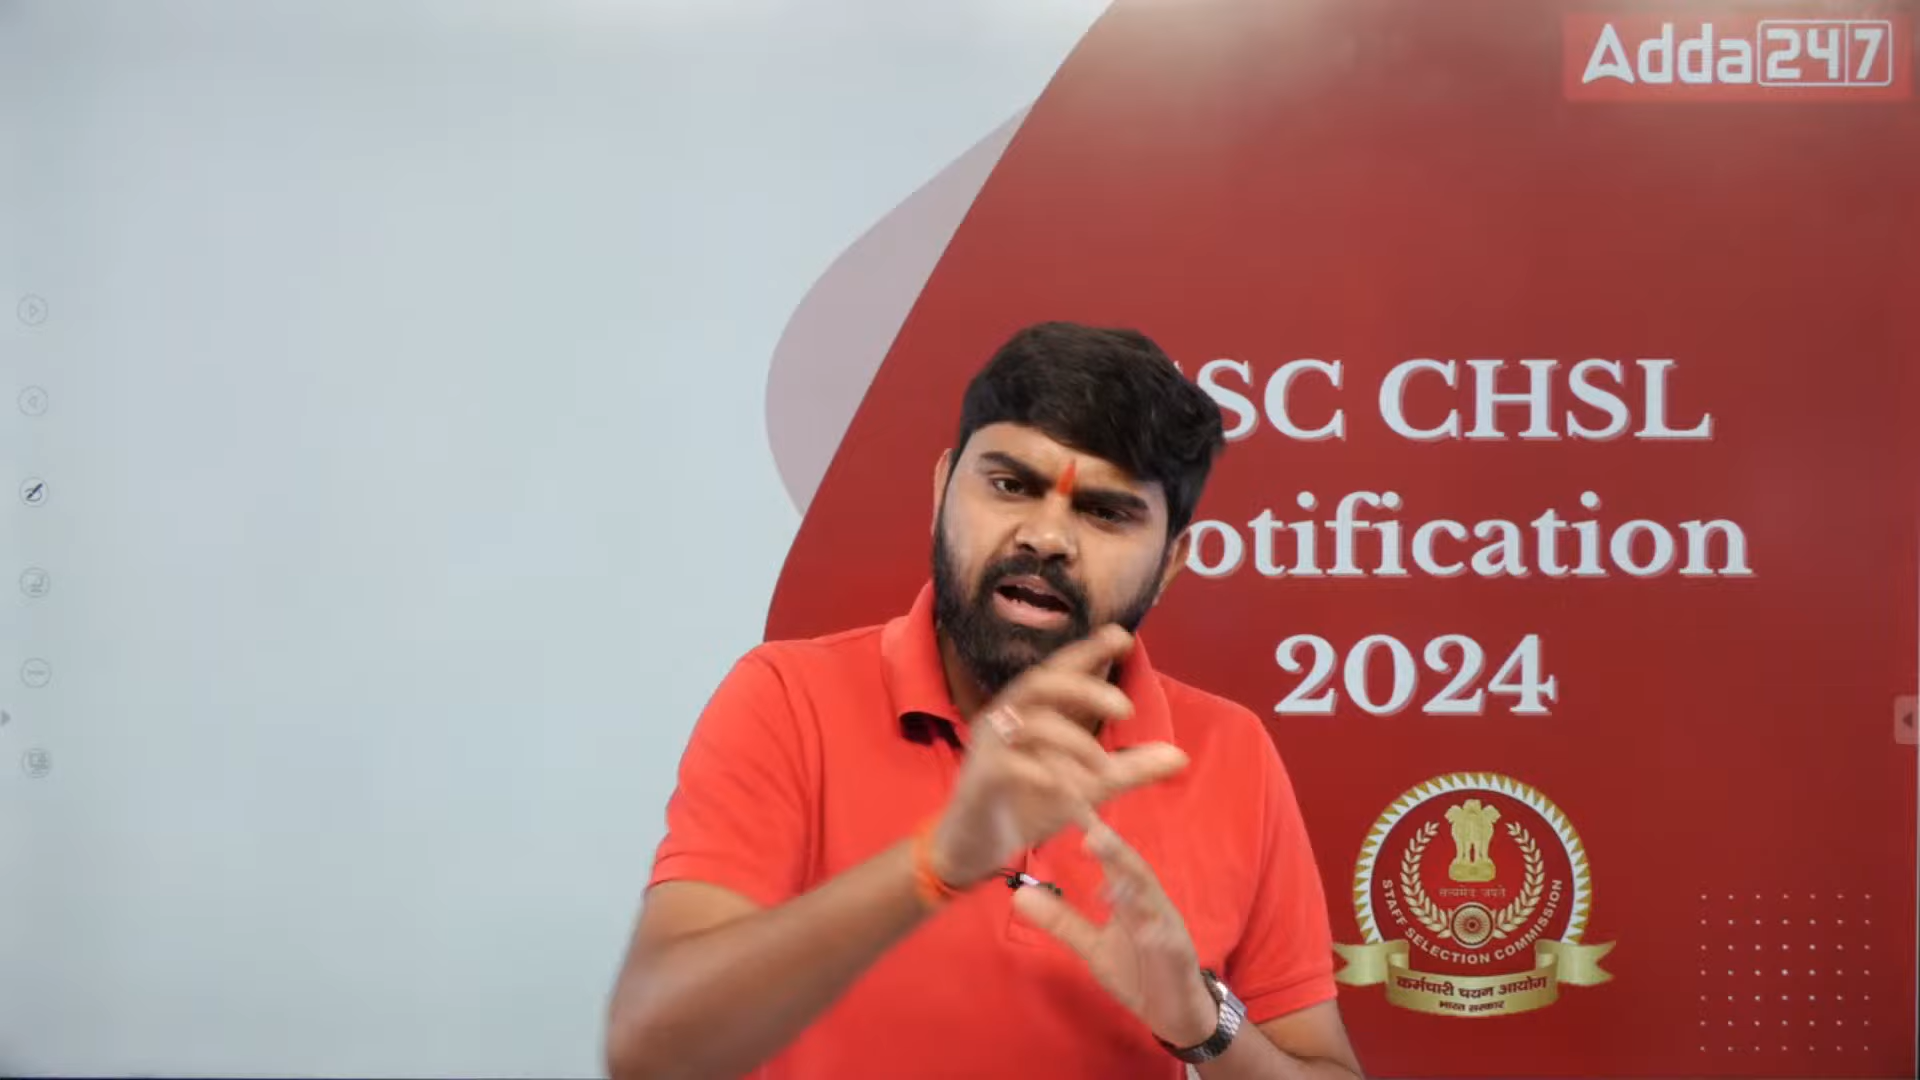 Adda247
SC CHSL
otification
2024
सत्यमेव जयते
STAFF SELECTION COMMISSION
कर्मचारी चयन आयोग
भारत सरकार